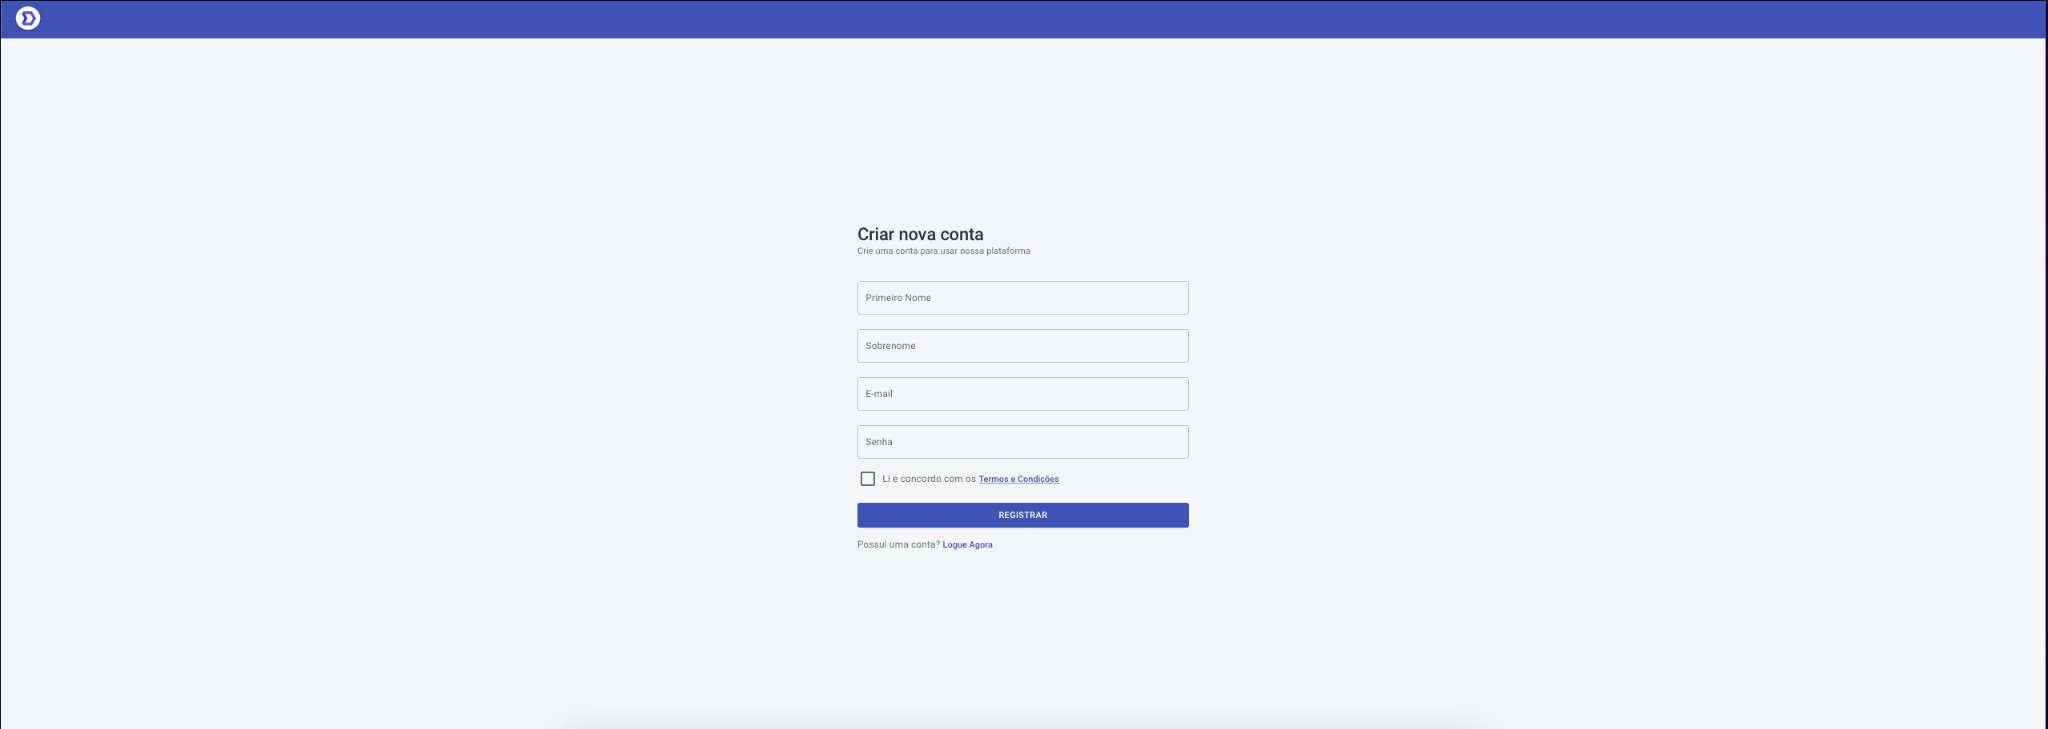 Criar nova conta
Crie uma conta para usar nossa plataforma
Primeiro Nome
Sobrenome
E-mail
Senha
Li e concordo com os Termos e Condições
REGISTRAR
Possui uma conta? Logue Agora